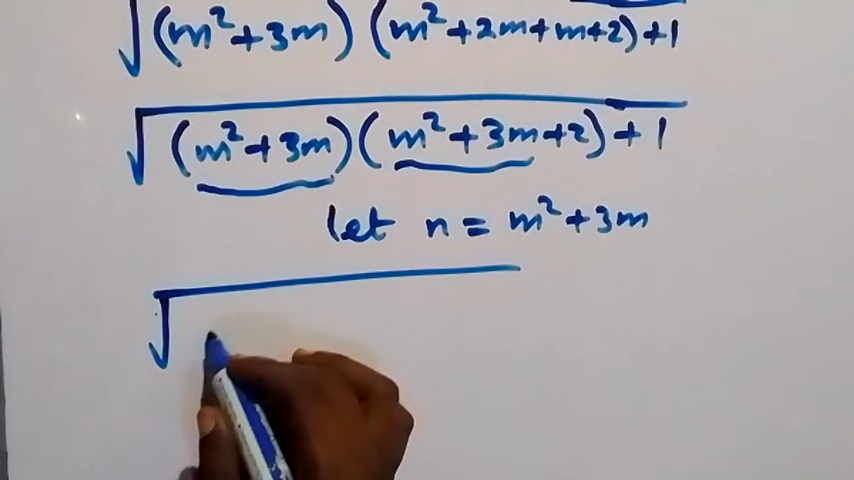 √(m²+3m) (m²+2m+m+2)+1
√(m²+3m)(m²+3m+2)+1
let n = m²+3m
√